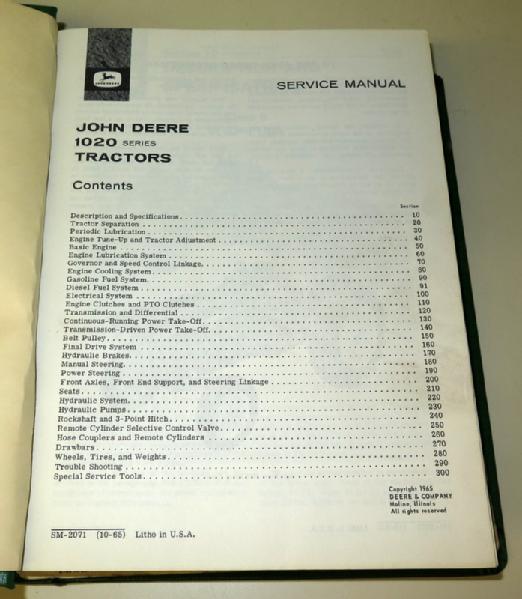 SERVICE MANUAL
JOHN DEERE
1020 SERIES
TRACTORS
Contents
Section
Description and Specifications 10
Tractor Separation 20
Periodic Lubrication 30
Engine Tune-Up and Tractor Adjustment 40
Basic Engine 50
Engine Lubrication System 60
Governor and Speed Control Linkage 70
Engine Cooling System 80
Gasoline Fuel System 90
Diesel Fuel System 91
Electrical System 100
Engine Clutches and PTO Clutches 110
Transmission and Differential 120
Continuous-Running Power Take-Off 130
Transmission-Driven Power Take-Off 140
Belt Pulley 150
Final Drive System 160
Hydraulic Brakes 170
Manual Steering 180
Power Steering 190
Front Axles, Front End Support, and Steering Linkage 200
Seats 210
Hydraulic System 220
Hydraulic Pumps 230
Rockshaft and 3-Point Hitch 240
Remote Cylinder Selective Control Valve 250
Hose Couplers and Remote Cylinders 260
Drawbars 270
Wheels, Tires, and Weights 280
Trouble Shooting 290
Special Service Tools 300
Copyright 1965
DEERE & COMPANY
Moline, Illinois
All rights reserved
SM-2071 (10-65) Litho in U.S.A.